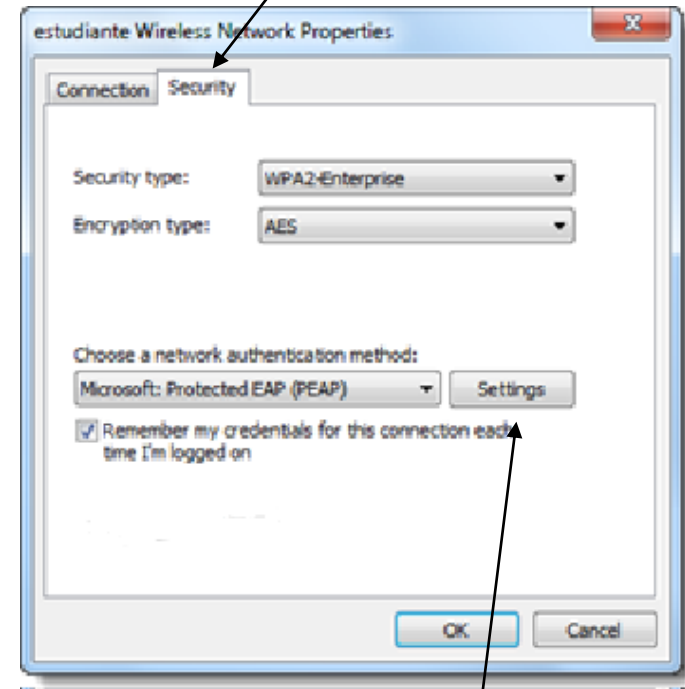 estudiante Wireless Network Properties
Connection Security
Security type: WPA2-Enterprise
Encryption type: AES
Choose a network authentication method:
Microsoft: Protected EAP (PEAP) Settings
Remember my credentials for this connection each
time I'm logged on
OK Cancel